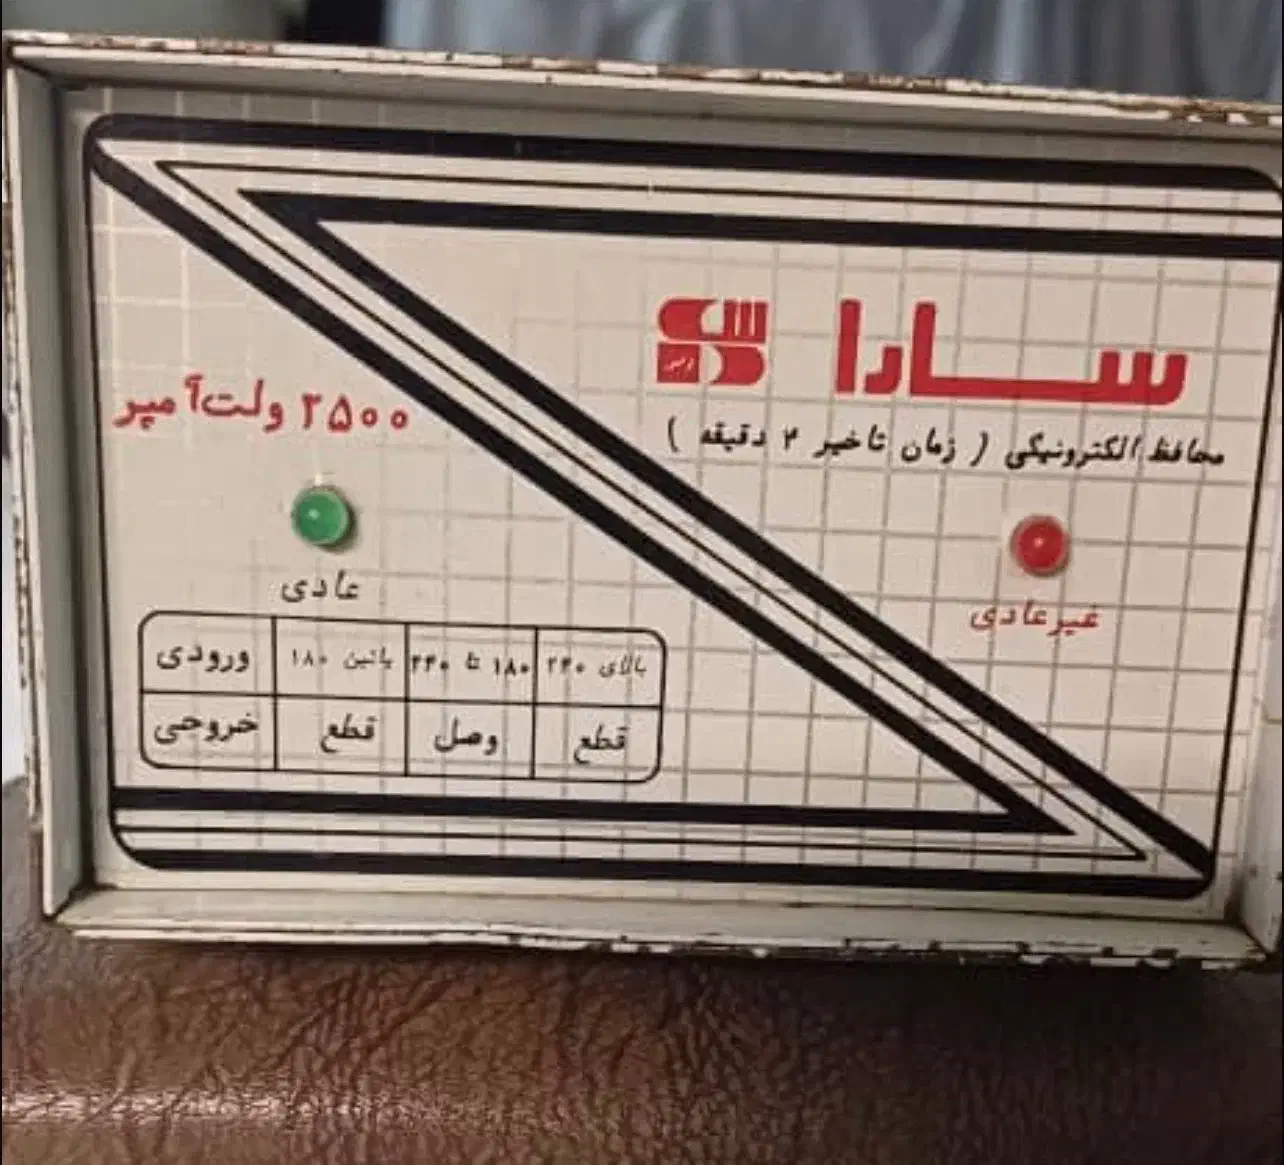 سارا
محافظ الکترونیکی ( زمان تاخیر ۲ دقیقه )
غیرعادی
۲۵۰۰ ولت‌آمپر
عادی
ورودی پائین ۱۸۰ ۱۸۰ تا ۲۴۰ بالای ۲۴۰
خروجی قطع وصل قطع